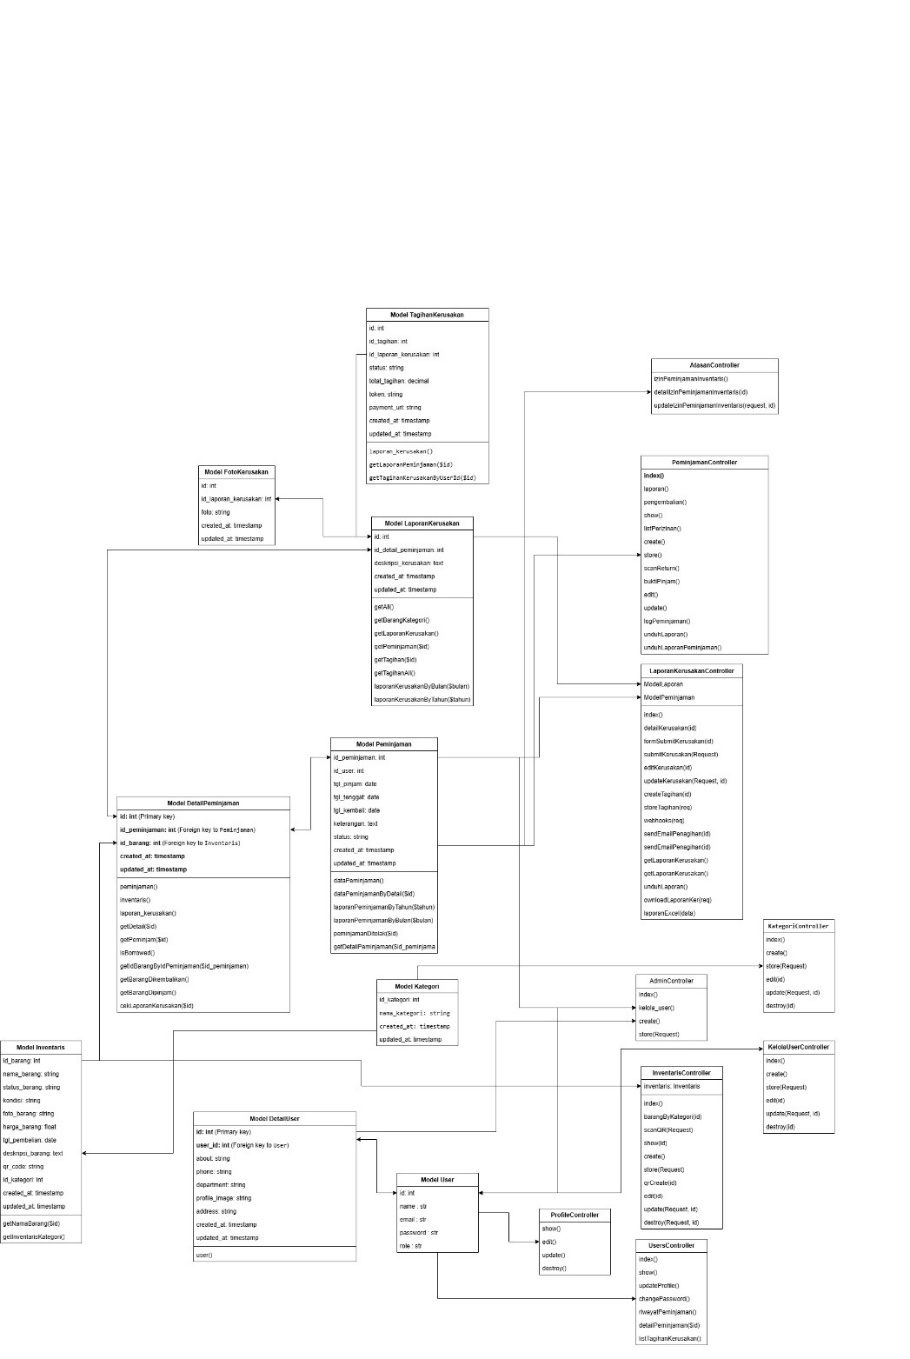 Model TagihanKerusakan
id: int
id_tagihan: int
id_laporan_kerusakan: int
status: string
total_tagihan: decimal
token: string
payment_url: string
created_at: timestamp
updated_at: timestamp
laporan_kerusakan()
getLaporanPeminjaman($id)
getTagihanKerusakanByUserId($id)
AtasanController
izinPeminjamanInventaris()
detailIzinPeminjamanInventaris(id)
updateIzinPeminjamanInventaris(request, id)
Model FotoKerusakan
id: int
id_laporan_kerusakan: int
foto: string
created_at: timestamp
updated_at: timestamp
PeminjamanController
index()
laporan()
pengembalian()
show()
listPerizinan()
create()
store()
scanReturn()
buktiPinjam()
edit()
update()
logPeminjaman()
unduhLaporan()
unduhLaporanPeminjaman()
Model LaporanKerusakan
id: int
id_detail_peminjaman: int
deskripsi_kerusakan: text
created_at: timestamp
updated_at: timestamp
getAll()
getBarangKategori()
getLaporanKerusakan()
getPeminjaman($id)
getTagihan($id)
getTagihanAll()
laporanKerusakanByBulan($bulan)
laporanKerusakanByTahun($tahun)
LaporanKerusakanController
ModelLaporan
ModelPeminjaman
index()
detailKerusakan(id)
formSubmitKerusakan(id)
submitKerusakan(Request)
editKerusakan(id)
updateKerusakan(Request, id)
createTagihan(id)
storeTagihan(req)
webhooks(req)
sendEmailPenagihan(id)
sendEmailPenagihan(id)
getLaporanKerusakan()
getLaporanKerusakan()
unduhLaporan()
ownloadLaporanKer(req)
laporanExcel(data)
Model Peminjaman
id_peminjaman: int
id_user: int
tgl_pinjam: date
tgl_tenggat: date
tgl_kembali: date
keterangan: text
status: string
created_at: timestamp
updated_at: timestamp
dataPeminjaman()
dataPeminjamanByDetail($id)
laporanPeminjamanByTahun($tahun)
laporanPeminjamanByBulan($bulan)
peminjamanDitolak($id)
getDetailPeminjaman($id_peminjama
Model DetailPeminjaman
id: int (Primary key)
id_peminjaman: int (Foreign key to Peminjaman)
id_barang: int (Foreign key to Inventaris)
created_at: timestamp
updated_at: timestamp
peminjaman()
inventaris()
laporan_kerusakan()
getDetail($id)
getPeminjam($id)
isBorrowed()
getIdBarangByIdPeminjaman($id_peminjaman)
getBarangDikembalikan()
getBarangDipinjam()
cekLaporanKerusakan($id)
KategoriController
index()
create()
store(Request)
edit(id)
update(Request, id)
destroy(id)
Model Kategori
id_kategori: int
nama_kategori: string
created_at: timestamp
updated_at: timestamp
AdminController
index()
kelola_user()
create()
store(Request)
Model Inventaris
id_barang: int
nama_barang: string
status_barang: string
kondisi: string
foto_barang: string
harga_barang: float
tgl_pembelian: date
deskripsi_barang: text
qr_code: string
id_kategori: int
created_at: timestamp
updated_at: timestamp
getNamaBarang($id)
getInventarisKategori()
KelolaUserController
index()
create()
store(Request)
edit(id)
update(Request, id)
destroy(id)
InventarisController
inventaris: Inventaris
index()
barangByKategori(id)
scanQR(Request)
show(id)
create()
store(Request)
qrCreate(id)
edit(id)
update(Request, id)
destroy(Request, id)
Model DetailUser
id: int (Primary key)
user_id: int (Foreign key to User)
about: string
phone: string
department: string
profile_image: string
address: string
created_at: timestamp
updated_at: timestamp
user()
Model User
id: int
name : str
email : str
password : str
role : str
ProfileController
show()
edit()
update()
destroy()
UsersController
index()
show()
updateProfile()
changePassword()
riwayatPeminjaman()
detailPeminjaman($id)
listTagihanKerusakan()